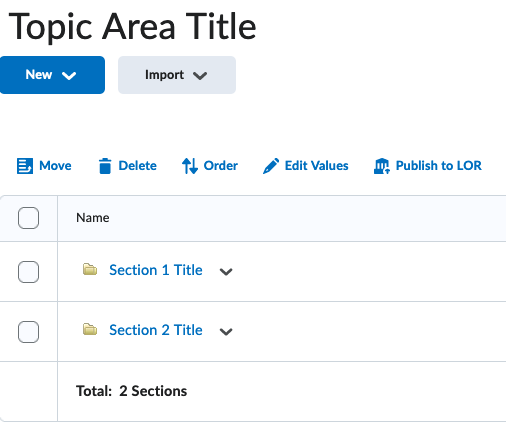 Topic Area Title
New Import
Move Delete Order Edit Values Publish to LOR
Name
Section 1 Title
Section 2 Title
Total: 2 Sections